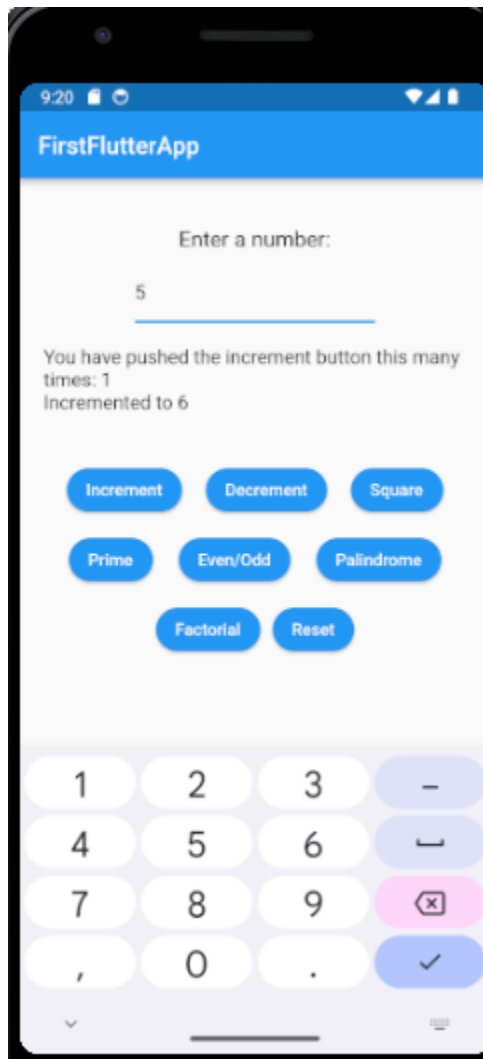 9:20
FirstFlutterApp
Enter a number:
5
You have pushed the increment button this many
times: 1
Incremented to 6
Increment Decrement Square
Prime Even/Odd Palindrome
Factorial Reset
1 2 3 -
4 5 6
7 8 9
, 0 .